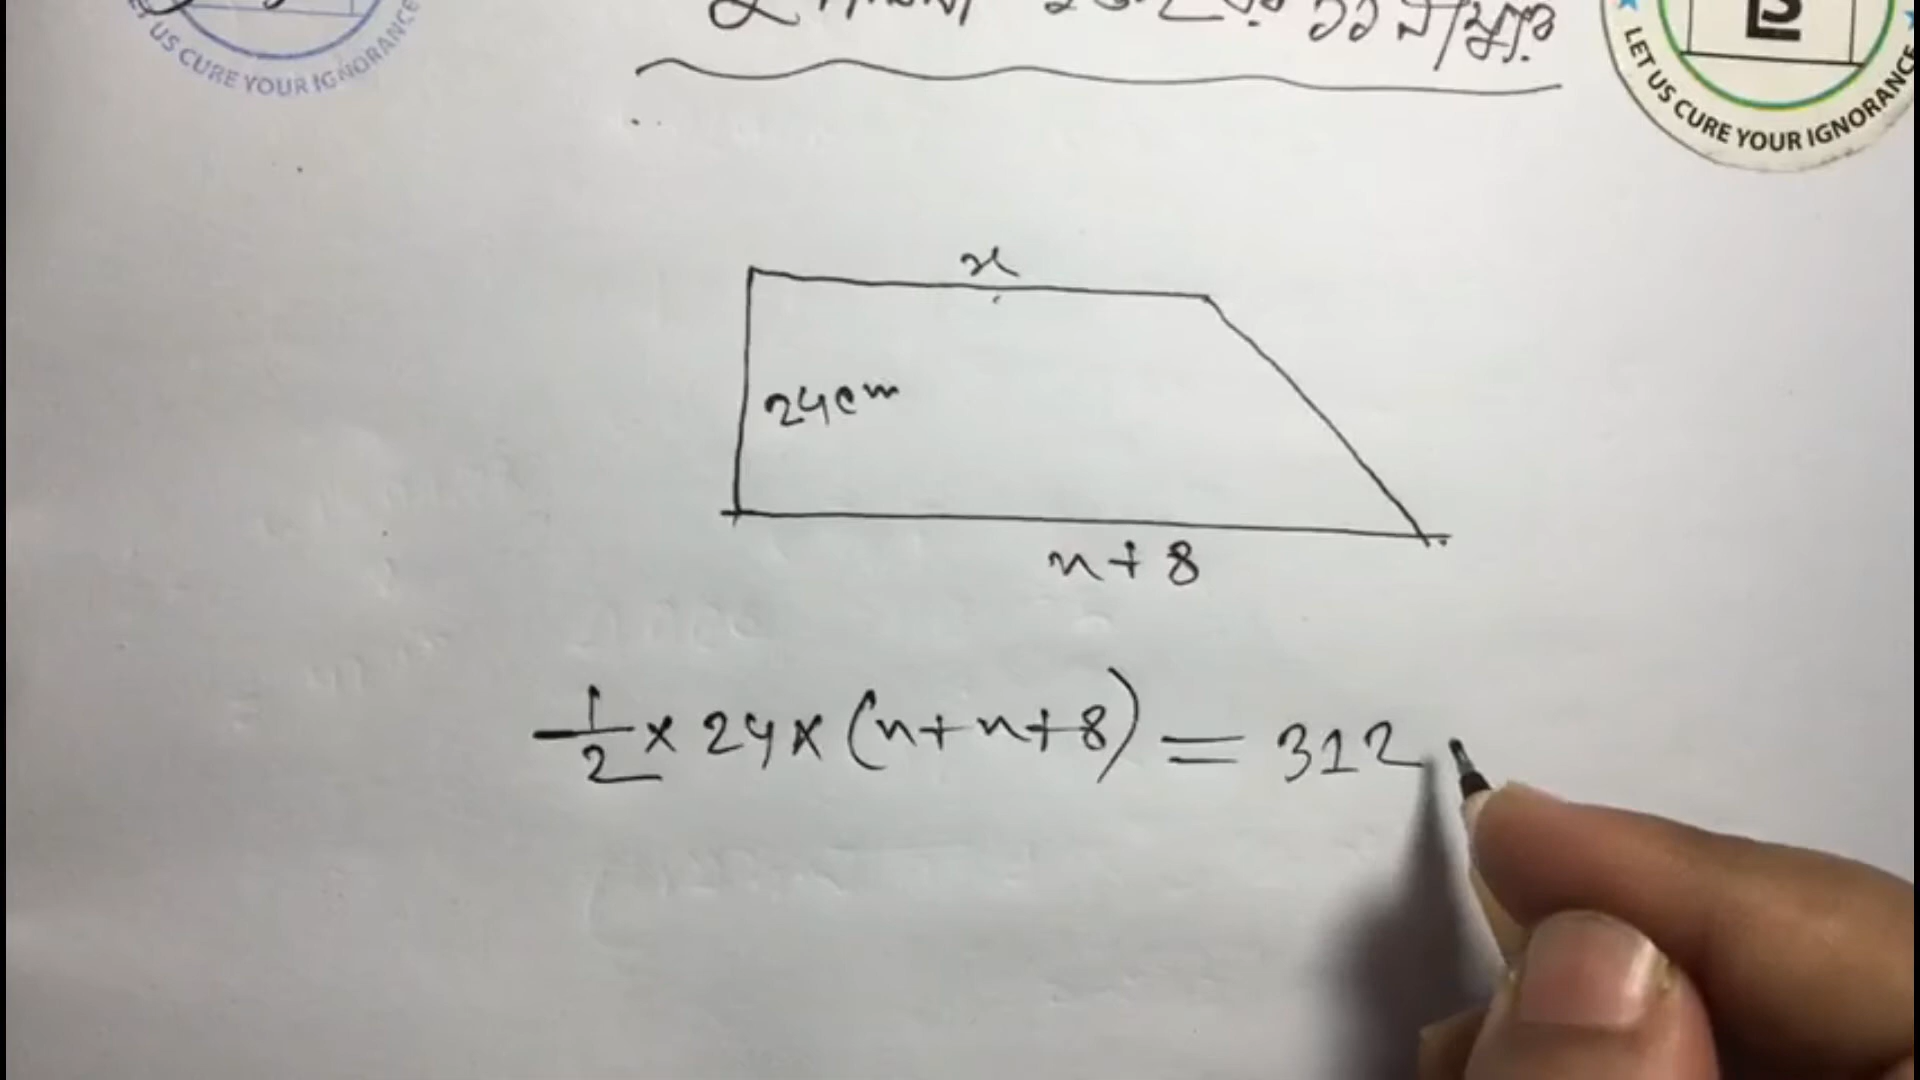 LET US CURE YOUR IGNORANCE
LET US CURE YOUR IGNORANCE
x
24cm
x+8
1/2 × 24 × (x+x+8) = 312